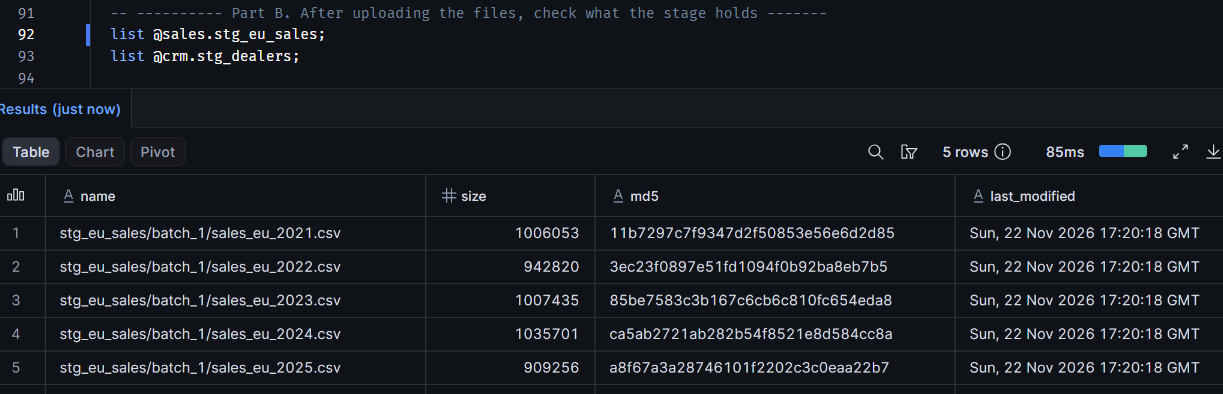 91 -- ---------- Part B. After uploading the files, check what the stage holds -------
92 list @sales.stg_eu_sales;
93 list @crm.stg_dealers;
94
Results (just now)
Table Chart Pivot 5 rows 85ms
A name # size A md5 A last_modified
1 stg_eu_sales/batch_1/sales_eu_2021.csv 1006053 11b7297c7f9347d2f50853e56e6d2d85 Sun, 22 Nov 2026 17:20:18 GMT
2 stg_eu_sales/batch_1/sales_eu_2022.csv 942820 3ec23f0897e51fd1094f0b92ba8eb7b5 Sun, 22 Nov 2026 17:20:18 GMT
3 stg_eu_sales/batch_1/sales_eu_2023.csv 1007435 85be7583c3b167c6cb6c810fc654eda8 Sun, 22 Nov 2026 17:20:18 GMT
4 stg_eu_sales/batch_1/sales_eu_2024.csv 1035701 ca5ab2721ab282b54f8521e8d584cc8a Sun, 22 Nov 2026 17:20:18 GMT
5 stg_eu_sales/batch_1/sales_eu_2025.csv 909256 a8f67a3a28746101f2202c3c0eaa22b7 Sun, 22 Nov 2026 17:20:18 GMT